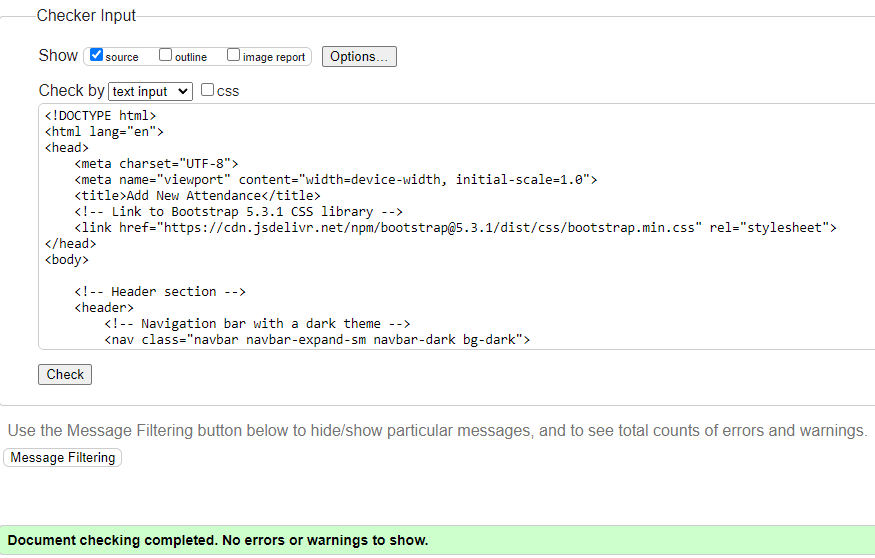 Checker Input
Show source outline image report Options...
Check by text input css
<!DOCTYPE html>
<html lang="en">
<head>
    <meta charset="UTF-8">
    <meta name="viewport" content="width=device-width, initial-scale=1.0">
    <title>Add New Attendance</title>
    <!-- Link to Bootstrap 5.3.1 CSS library -->
    <link href="https://cdn.jsdelivr.net/npm/bootstrap@5.3.1/dist/css/bootstrap.min.css" rel="stylesheet">
</head>
<body>
    <!-- Header section -->
    <header>
        <!-- Navigation bar with a dark theme -->
        <nav class="navbar navbar-expand-sm navbar-dark bg-dark">
Check
Use the Message Filtering button below to hide/show particular messages, and to see total counts of errors and warnings.
Message Filtering
Document checking completed. No errors or warnings to show.